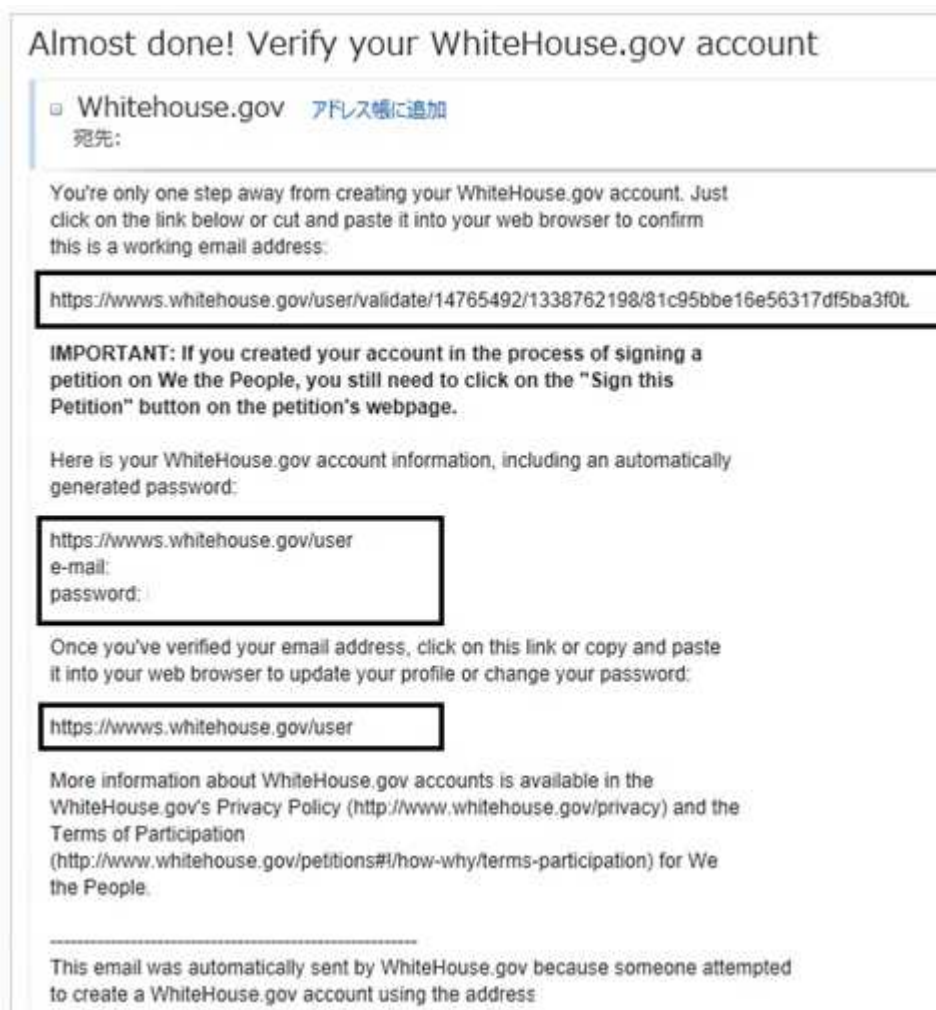 Almost done! Verify your WhiteHouse.gov account
Whitehouse.gov アドレス帳に追加
宛先:
You're only one step away from creating your WhiteHouse.gov account. Just
click on the link below or cut and paste it into your web browser to confirm
this is a working email address:
https://wwws.whitehouse.gov/user/validate/14765492/1338762198/81c95bbe16e56317df5ba3f0t.
IMPORTANT: If you created your account in the process of signing a
petition on We the People, you still need to click on the "Sign this
Petition" button on the petition's webpage.
Here is your WhiteHouse.gov account information, including an automatically
generated password:
https://wwws.whitehouse.gov/user
e-mail:
password:
Once you've verified your email address, click on this link or copy and paste
it into your web browser to update your profile or change your password:
https://wwws.whitehouse.gov/user
More information about WhiteHouse.gov accounts is available in the
WhiteHouse.gov's Privacy Policy (http://www.whitehouse.gov/privacy) and the
Terms of Participation
(http://www.whitehouse.gov/petitions#!/how-why/terms-participation) for We
the People.
------------------------------------------------------
This email was automatically sent by WhiteHouse.gov because someone attempted
to create a WhiteHouse.gov account using the address